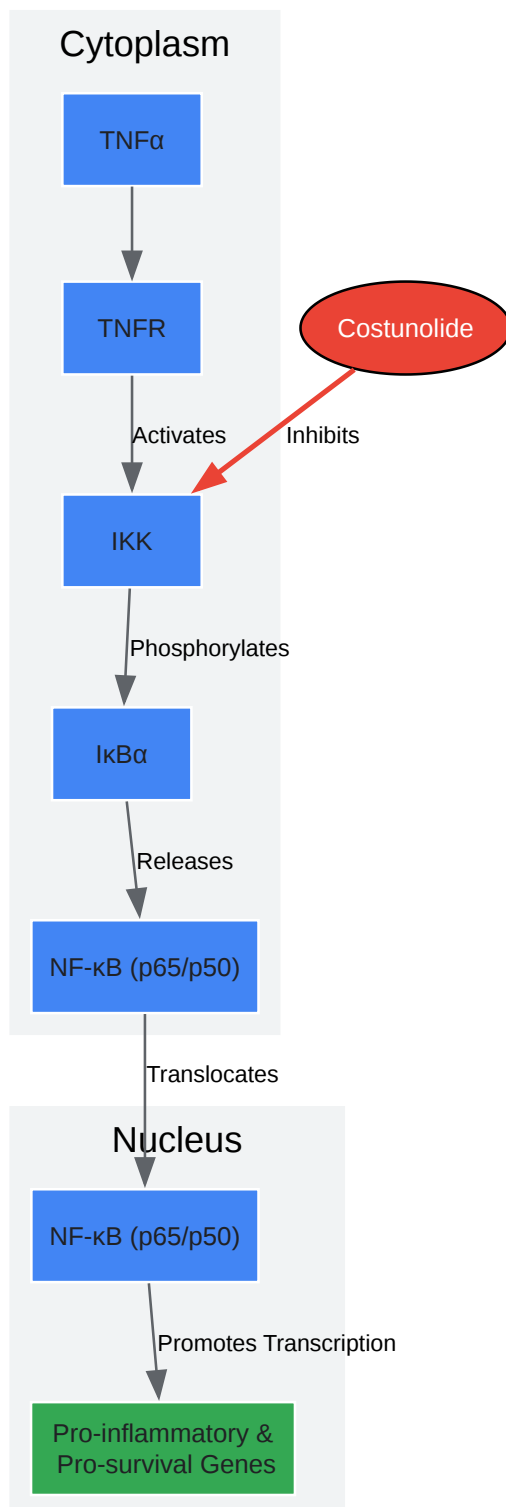 Cytoplasm
TNFα
TNFR
Costunolide
Activates
Inhibits
IKK
Phosphorylates
IκBα
Releases
NF-κB (p65/p50)
Translocates
Nucleus
NF-κB (p65/p50)
Promotes Transcription
Pro-inflammatory &
Pro-survival Genes